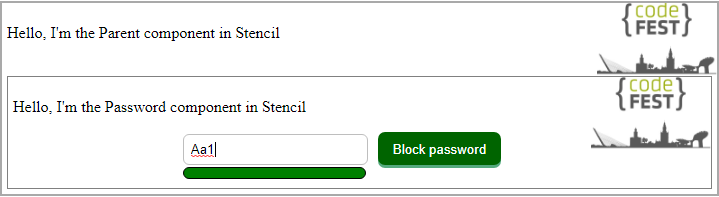 Hello, I'm the Parent component in Stencil
{code
FEST}
Hello, I'm the Password component in Stencil
{code
FEST}
Aa1
Block password